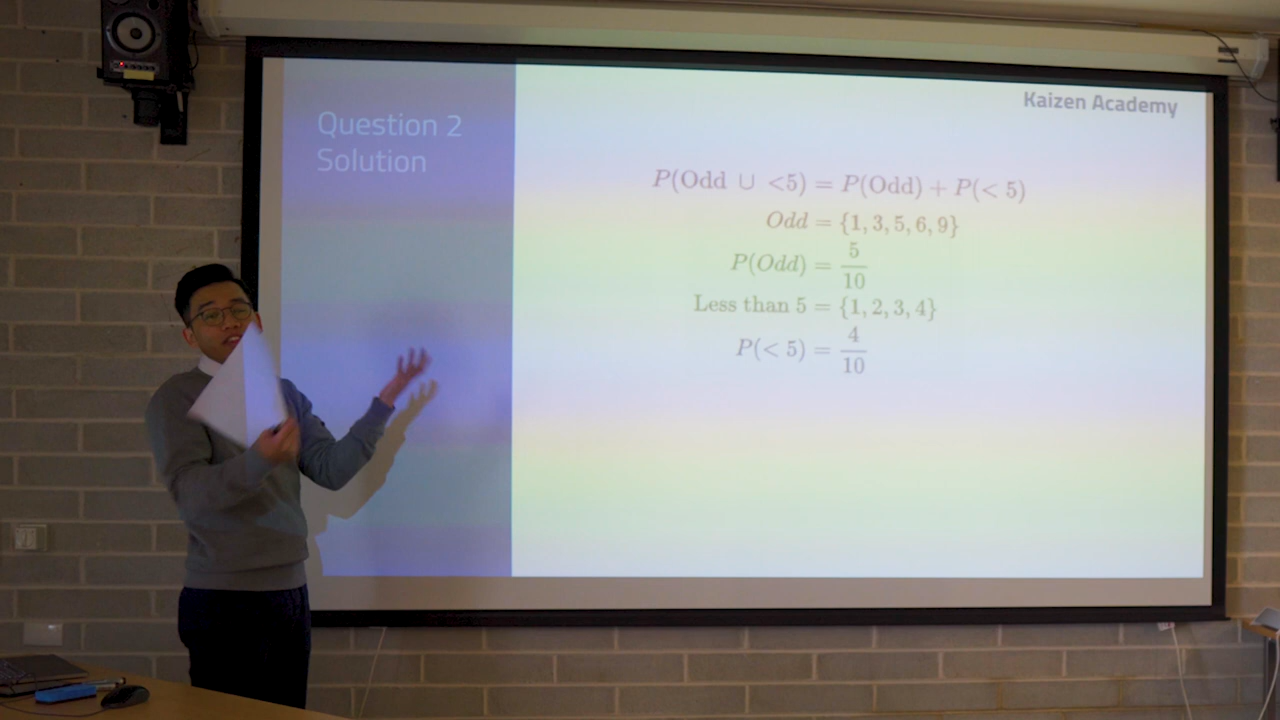 Kaizen Academy
Question 2
Solution
P(Odd ∪ <5) = P(Odd) + P(< 5)
Odd = {1, 3, 5, 6, 9}
P(Odd) = 5/10
Less than 5 = {1, 2, 3, 4}
P(< 5) = 4/10